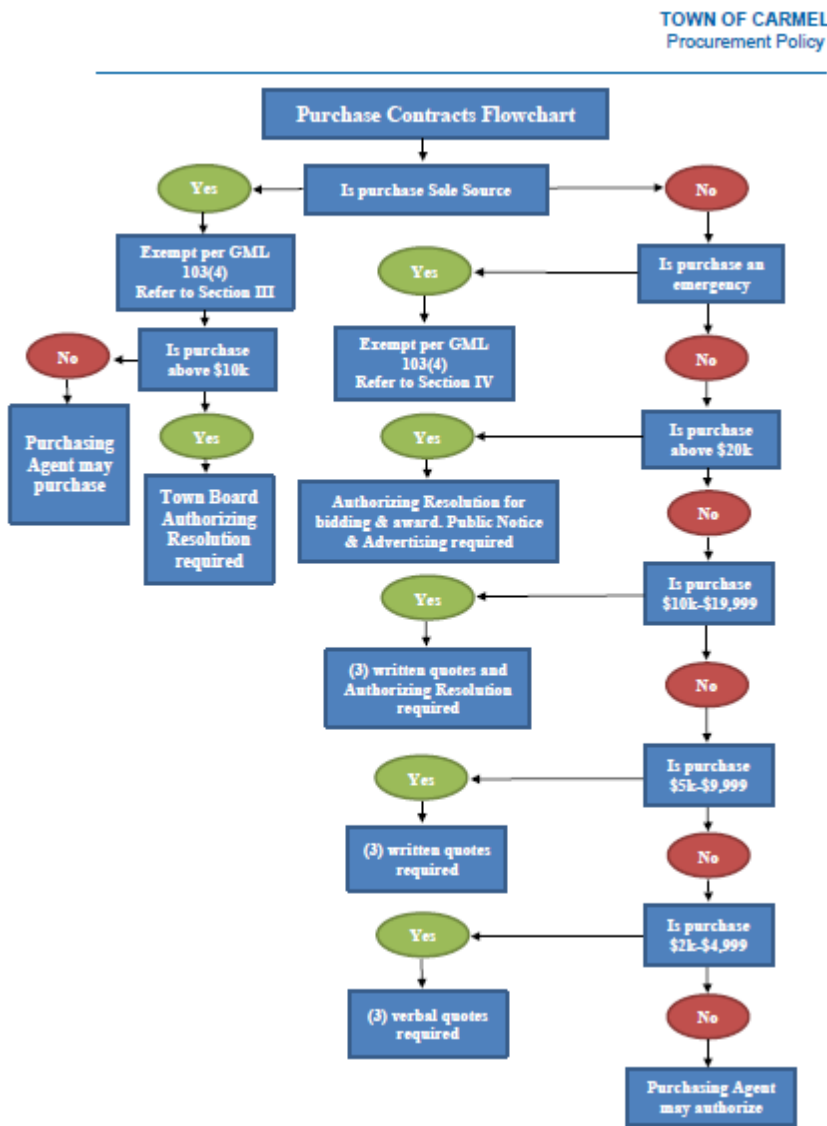 TOWN OF CARMEL
Procurement Policy
Purchase Contracts Flowchart
Yes
Is purchase Sole Source
No
Exempt per GML
103(4)
Refer to Section III
Yes
Is purchase an
emergency
No
Is purchase
above $10k
Exempt per GML
103(4)
Refer to Section IV
No
Purchasing
Agent may
purchase
Yes
Town Board
Authorizing
Resolution
required
Yes
Is purchase
above $20k
Authorizing Resolution for
bidding & award. Public Notice
& Advertising required
No
Yes
Is purchase
$10k-$19,999
(3) written quotes and
Authorizing Resolution
required
No
Yes
Is purchase
$5k-$9,999
(3) written quotes
required
No
Yes
Is purchase
$2k-$4,999
(3) verbal quotes
required
No
Purchasing Agent
may authorize